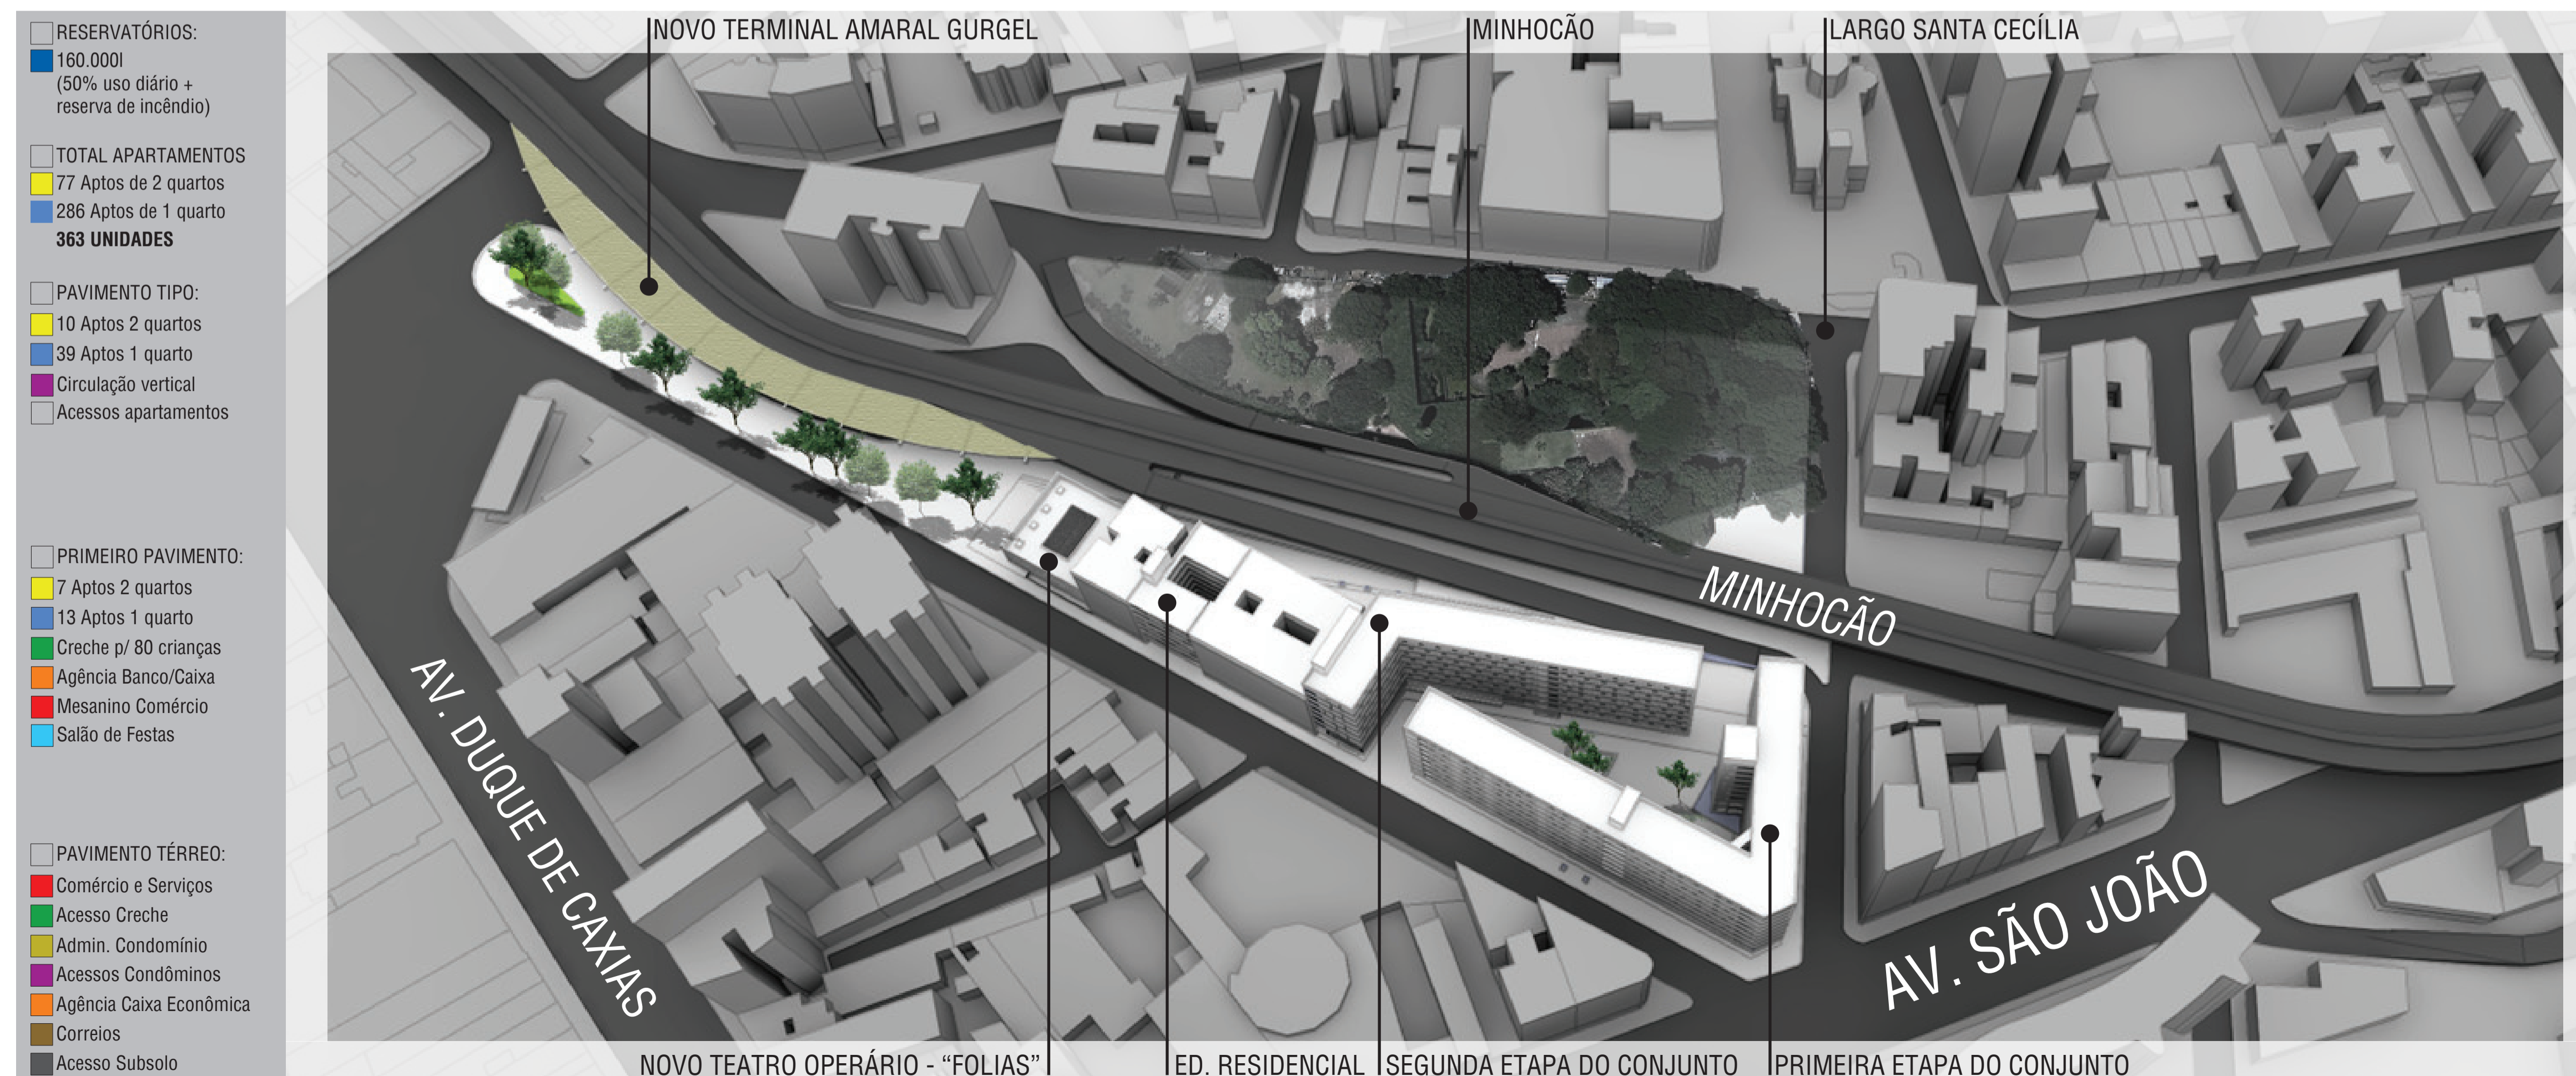 RESERVATÓRIOS:
160.000l
(50% uso diário +
reserva de incêndio)
TOTAL APARTAMENTOS
77 Aptos de 2 quartos
286 Aptos de 1 quarto
363 UNIDADES
PAVIMENTO TIPO:
10 Aptos 2 quartos
39 Aptos 1 quarto
Circulação vertical
Acessos apartamentos
PRIMEIRO PAVIMENTO:
7 Aptos 2 quartos
13 Aptos 1 quarto
Creche p/ 80 crianças
Agência Banco/Caixa
Mesanino Comércio
Salão de Festas
PAVIMENTO TÉRREO:
Comércio e Serviços
Acesso Creche
Admin. Condomínio
Acessos Condôminos
Agência Caixa Econômica
Correios
Acesso Subsolo
NOVO TERMINAL AMARAL GURGEL
MINHOCÃO
LARGO SANTA CECÍLIA
MINHOCÃO
AV. DUQUE DE CAXIAS
AV. SÃO JOÃO
NOVO TEATRO OPERÁRIO - “FOLIAS”
ED. RESIDENCIAL
SEGUNDA ETAPA DO CONJUNTO
PRIMEIRA ETAPA DO CONJUNTO